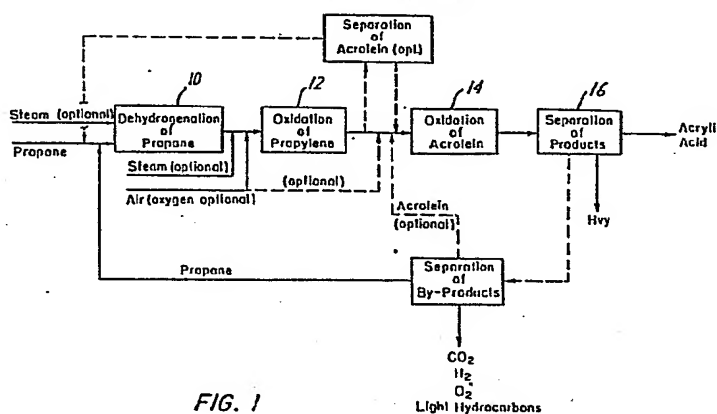 Separation
of
Acrolein (opt.)
10
12
14
16
Steam (optional)
Dehydrogenation
of
Propane
Oxidation
of
Propylene
Oxidation
of
Acrolein
Separation
of
Products
Acrylic
Acid
Propane
Steam (optional)
Air (oxygen optional)
(optional)
Acrolein
(optional)
Hvy
Propane
Separation
of
By-Products
CO2
H2
O2
Light Hydrocarbons
FIG. 1